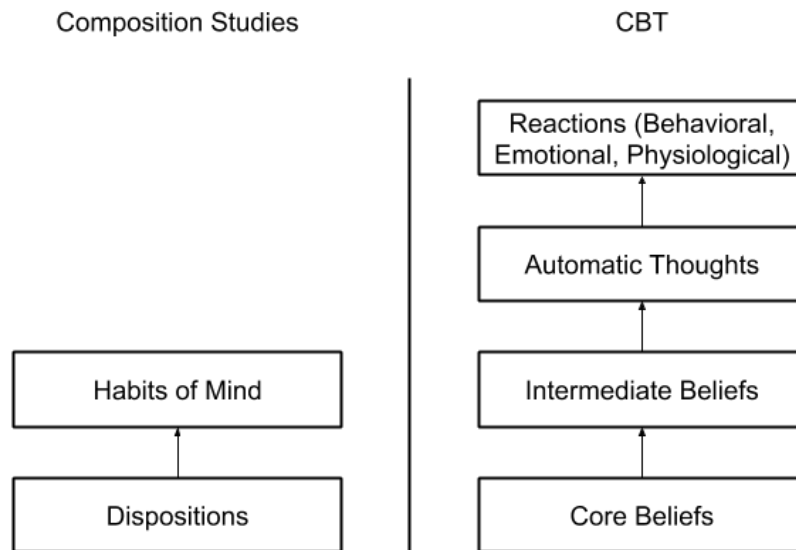 Composition Studies
CBT
Reactions (Behavioral,
Emotional, Physiological)
Automatic Thoughts
Habits of Mind
Intermediate Beliefs
Dispositions
Core Beliefs